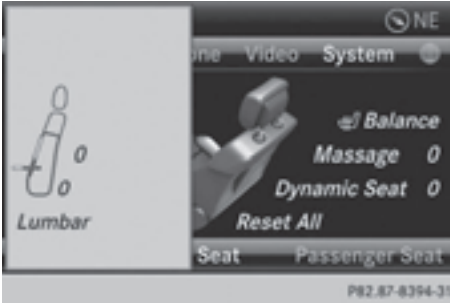 NE
one Video System
Balance
0 Massage 0
0 Dynamic Seat 0
Lumbar Reset All
Seat Passenger Seat
P82.87-8394-31